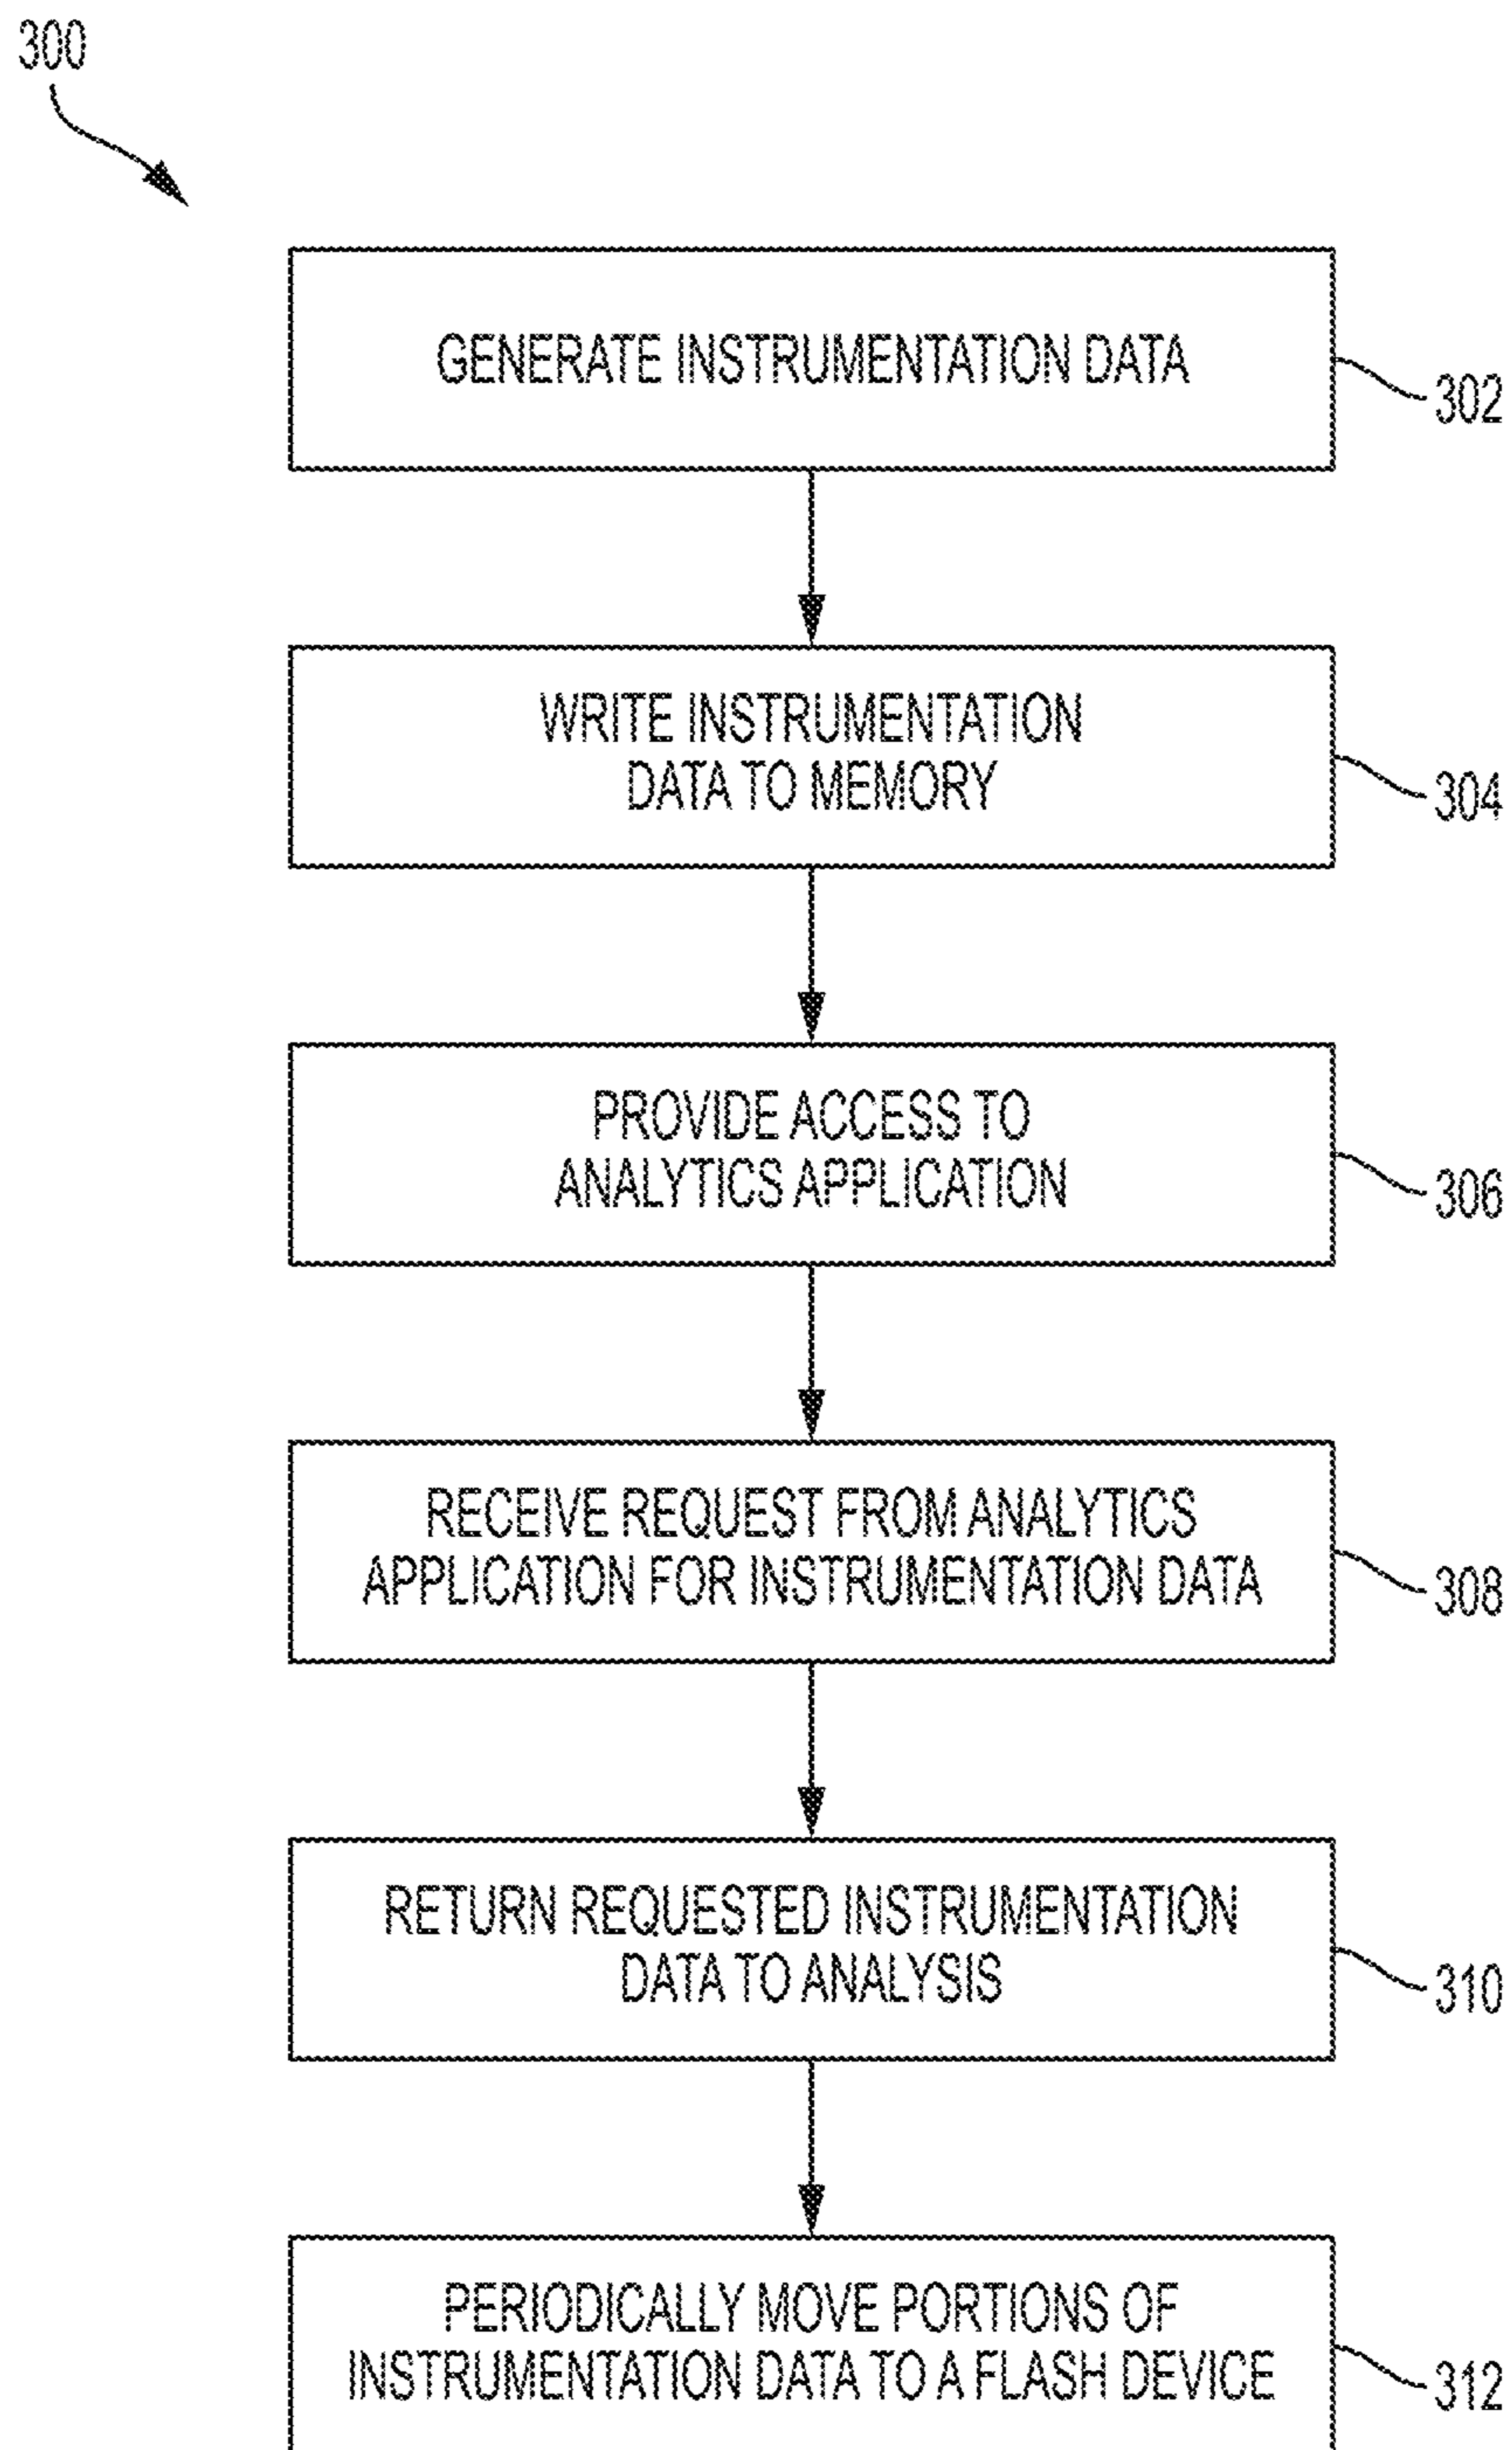 300
GENERATE INSTRUMENTATION DATA
302
WRITE INSTRUMENTATION
DATA TO MEMORY
304
PROVIDE ACCESS TO
ANALYTICS APPLICATION
306
RECEIVE REQUEST FROM ANALYTICS
APPLICATION FOR INSTRUMENTATION DATA
308
RETURN REQUESTED INSTRUMENTATION
DATA TO ANALYSIS
310
PERIODICALLY MOVE PORTIONS OF
INSTRUMENTATION DATA TO A FLASH DEVICE
312